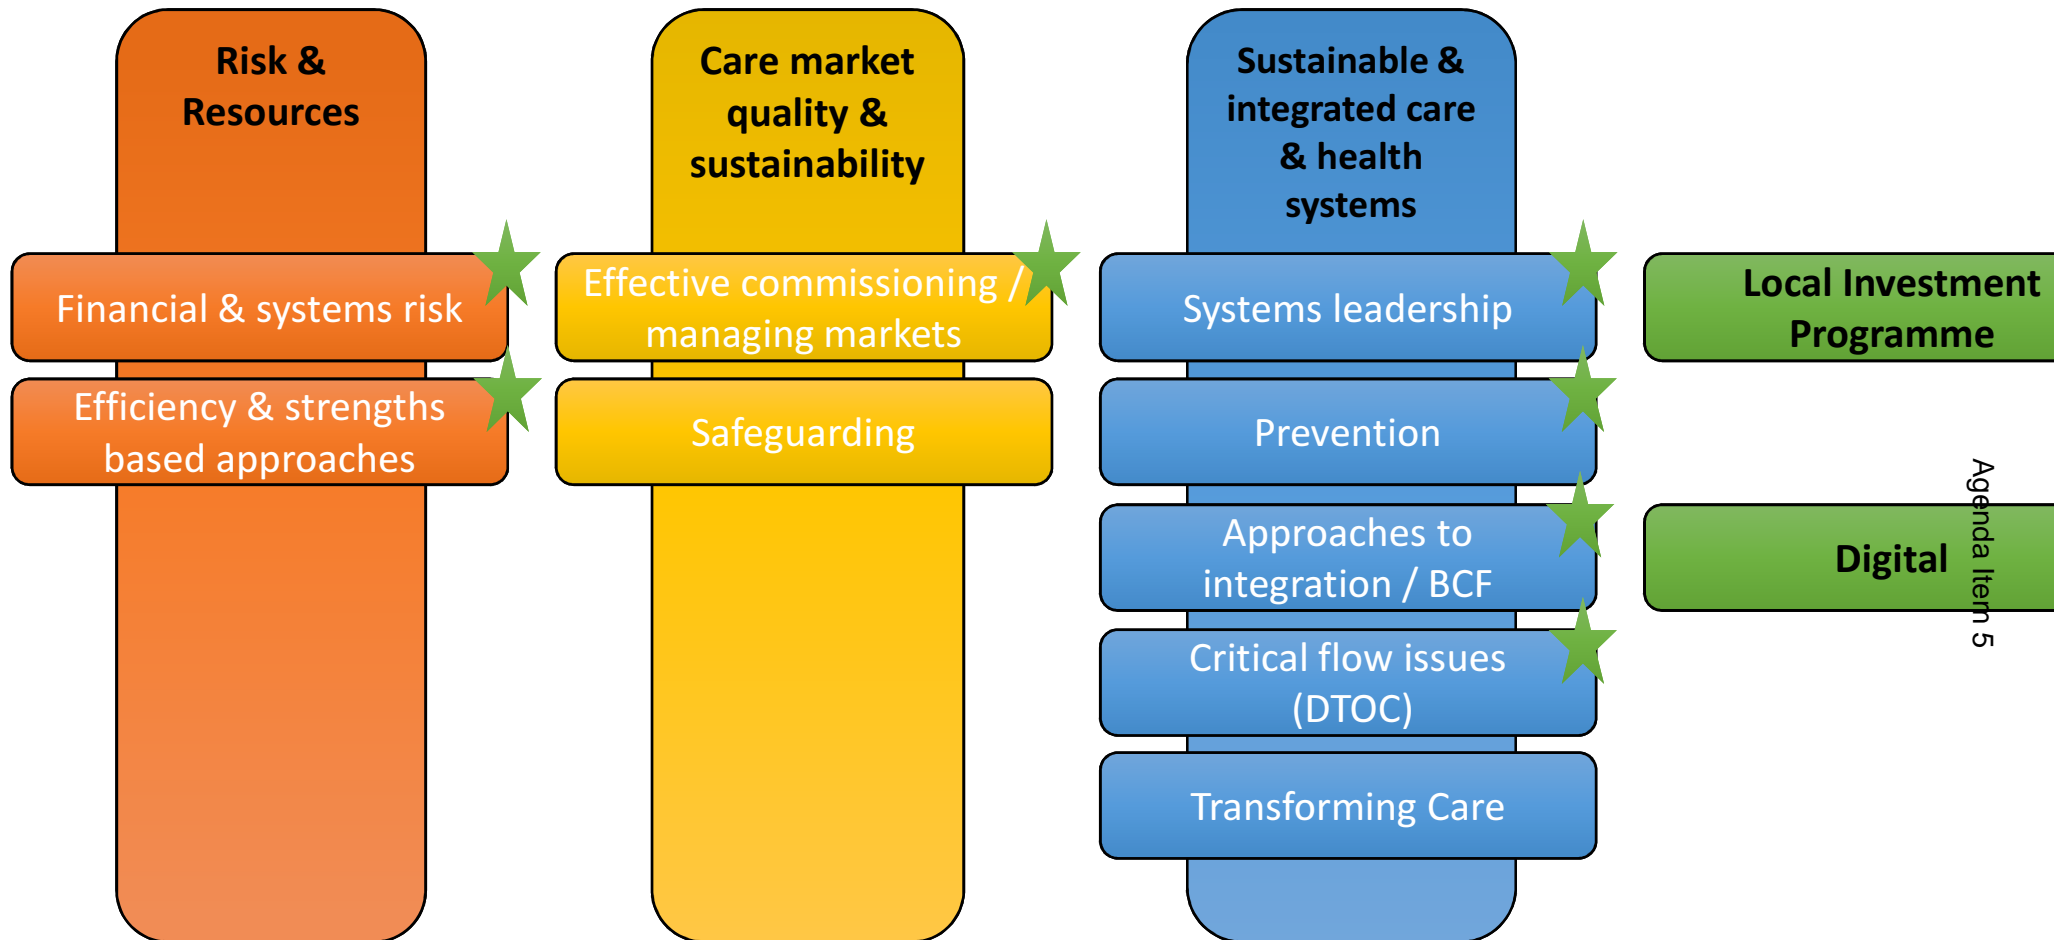 Risk &
Resources
Financial & systems risk
Efficiency & strengths
based approaches
Care market
quality &
sustainability
Effective commissioning /
managing markets
Safeguarding
Sustainable &
integrated care
& health
systems
Systems leadership
Prevention
Approaches to
integration / BCF
Critical flow issues
(DTOC)
Transforming Care
Local Investment
Programme
Digital
Agenda Item 5